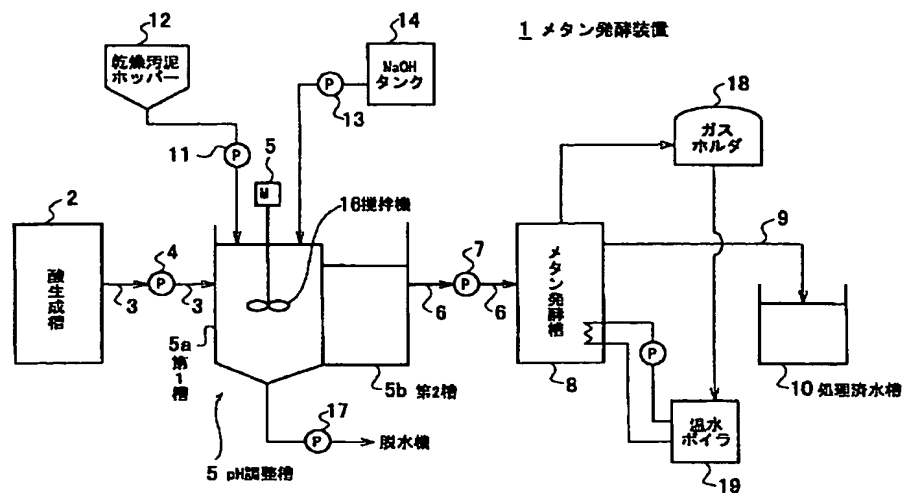 12
乾燥汚泥
ホッパー
14
NaOH
タンク
P
13
1 メタン発酵装置
18
ガス
ホルダ
11
P
5
M
16撹拌機
2
酸生成槽
3
4
P
3
7
P
6
6
9
メタン発酵槽
8
P
5a
第1槽
5b 第2槽
10処理済水槽
17
P
脱水機
5 pH調整槽
温水
ボイラ
19